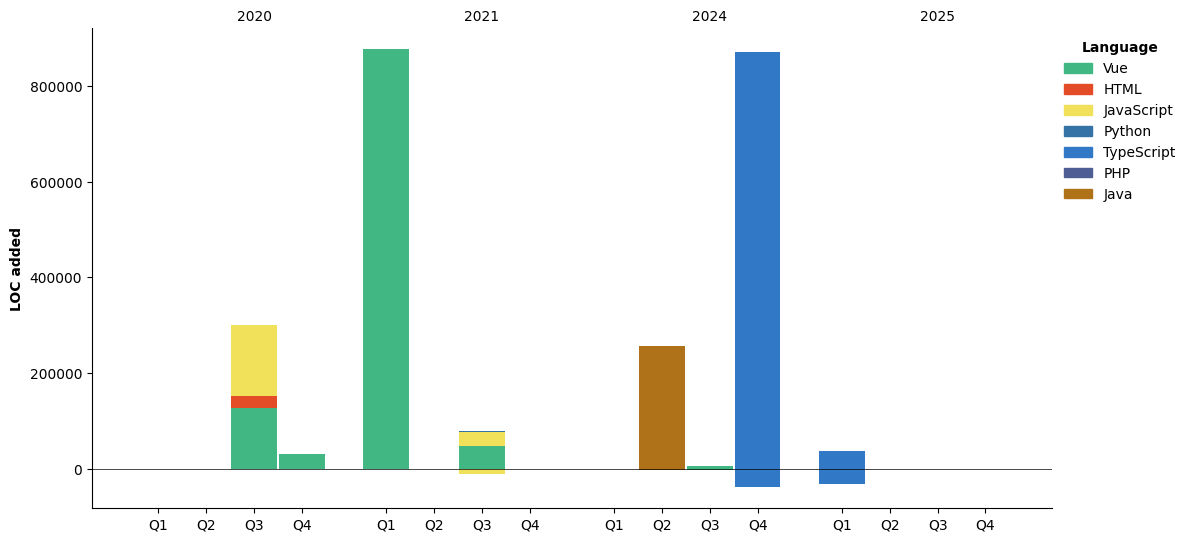 2020 2021 2024 2025
Language
Vue
HTML
JavaScript
Python
TypeScript
PHP
Java
LOC added
800000
600000
400000
200000
0
Q1 Q2 Q3 Q4 Q1 Q2 Q3 Q4 Q1 Q2 Q3 Q4 Q1 Q2 Q3 Q4